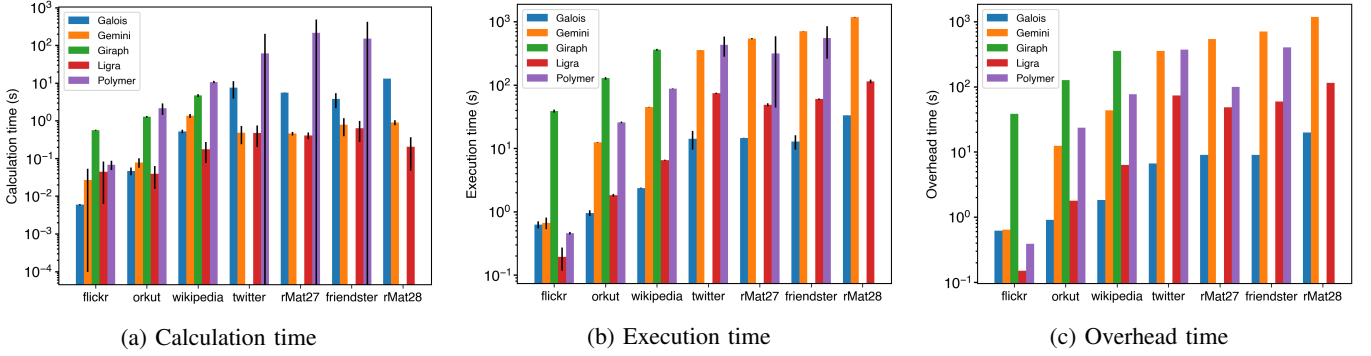 Calculation time (s)
10³
10²
10¹
10⁰
10⁻¹
10⁻²
10⁻³
10⁻⁴
Galois
Gemini
Giraph
Ligra
Polymer
flickr orkut wikipedia twitter rMat27 friendster rMat28
(a) Calculation time
Execution time (s)
10³
10²
10¹
10⁰
10⁻¹
Galois
Gemini
Giraph
Ligra
Polymer
flickr orkut wikipedia twitter rMat27 friendster rMat28
(b) Execution time
Overhead time (s)
10³
10²
10¹
10⁰
10⁻¹
Galois
Gemini
Giraph
Ligra
Polymer
flickr orkut wikipedia twitter rMat27 friendster rMat28
(c) Overhead time